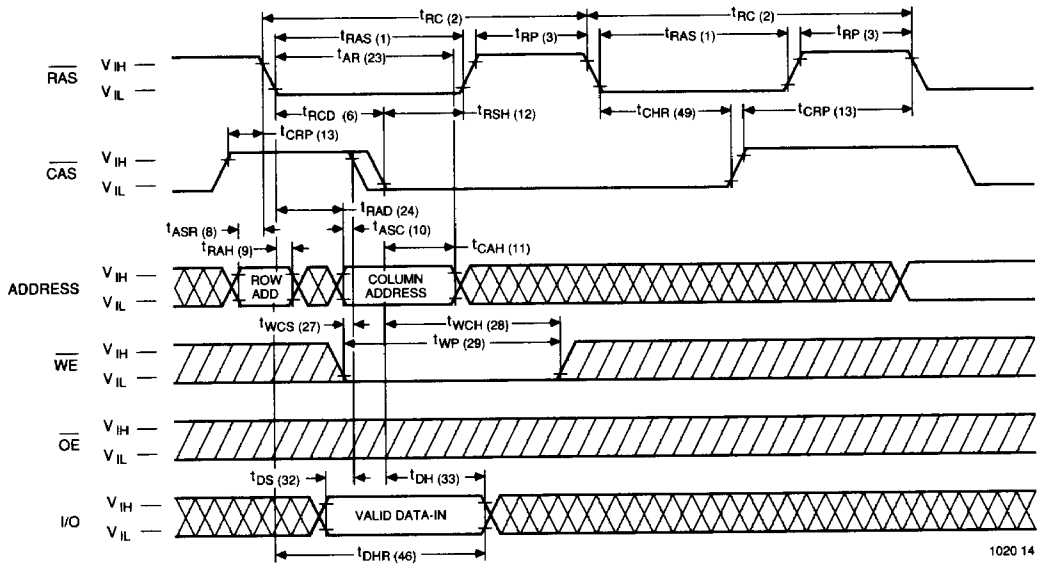 tRC (2) tRC (2)
tRAS (1) tRP (3) tRAS (1) tRP (3)
tAR (23)
RAS VIH
VIL
tRCD (6) tRSH (12) tCHR (49) tCRP (13)
tCRP (13)
CAS VIH
VIL
tRAD (24)
tASR (8) tASC (10)
tRAH (9) tCAH (11)
ADDRESS VIH ROW ADD COLUMN ADDRESS
VIL
tWCS (27) tWCH (28)
tWP (29)
WE VIH
VIL
OE VIH
VIL
tDS (32) tDH (33)
I/O VIH VALID DATA-IN
VIL
tDHR (46)
1020 14